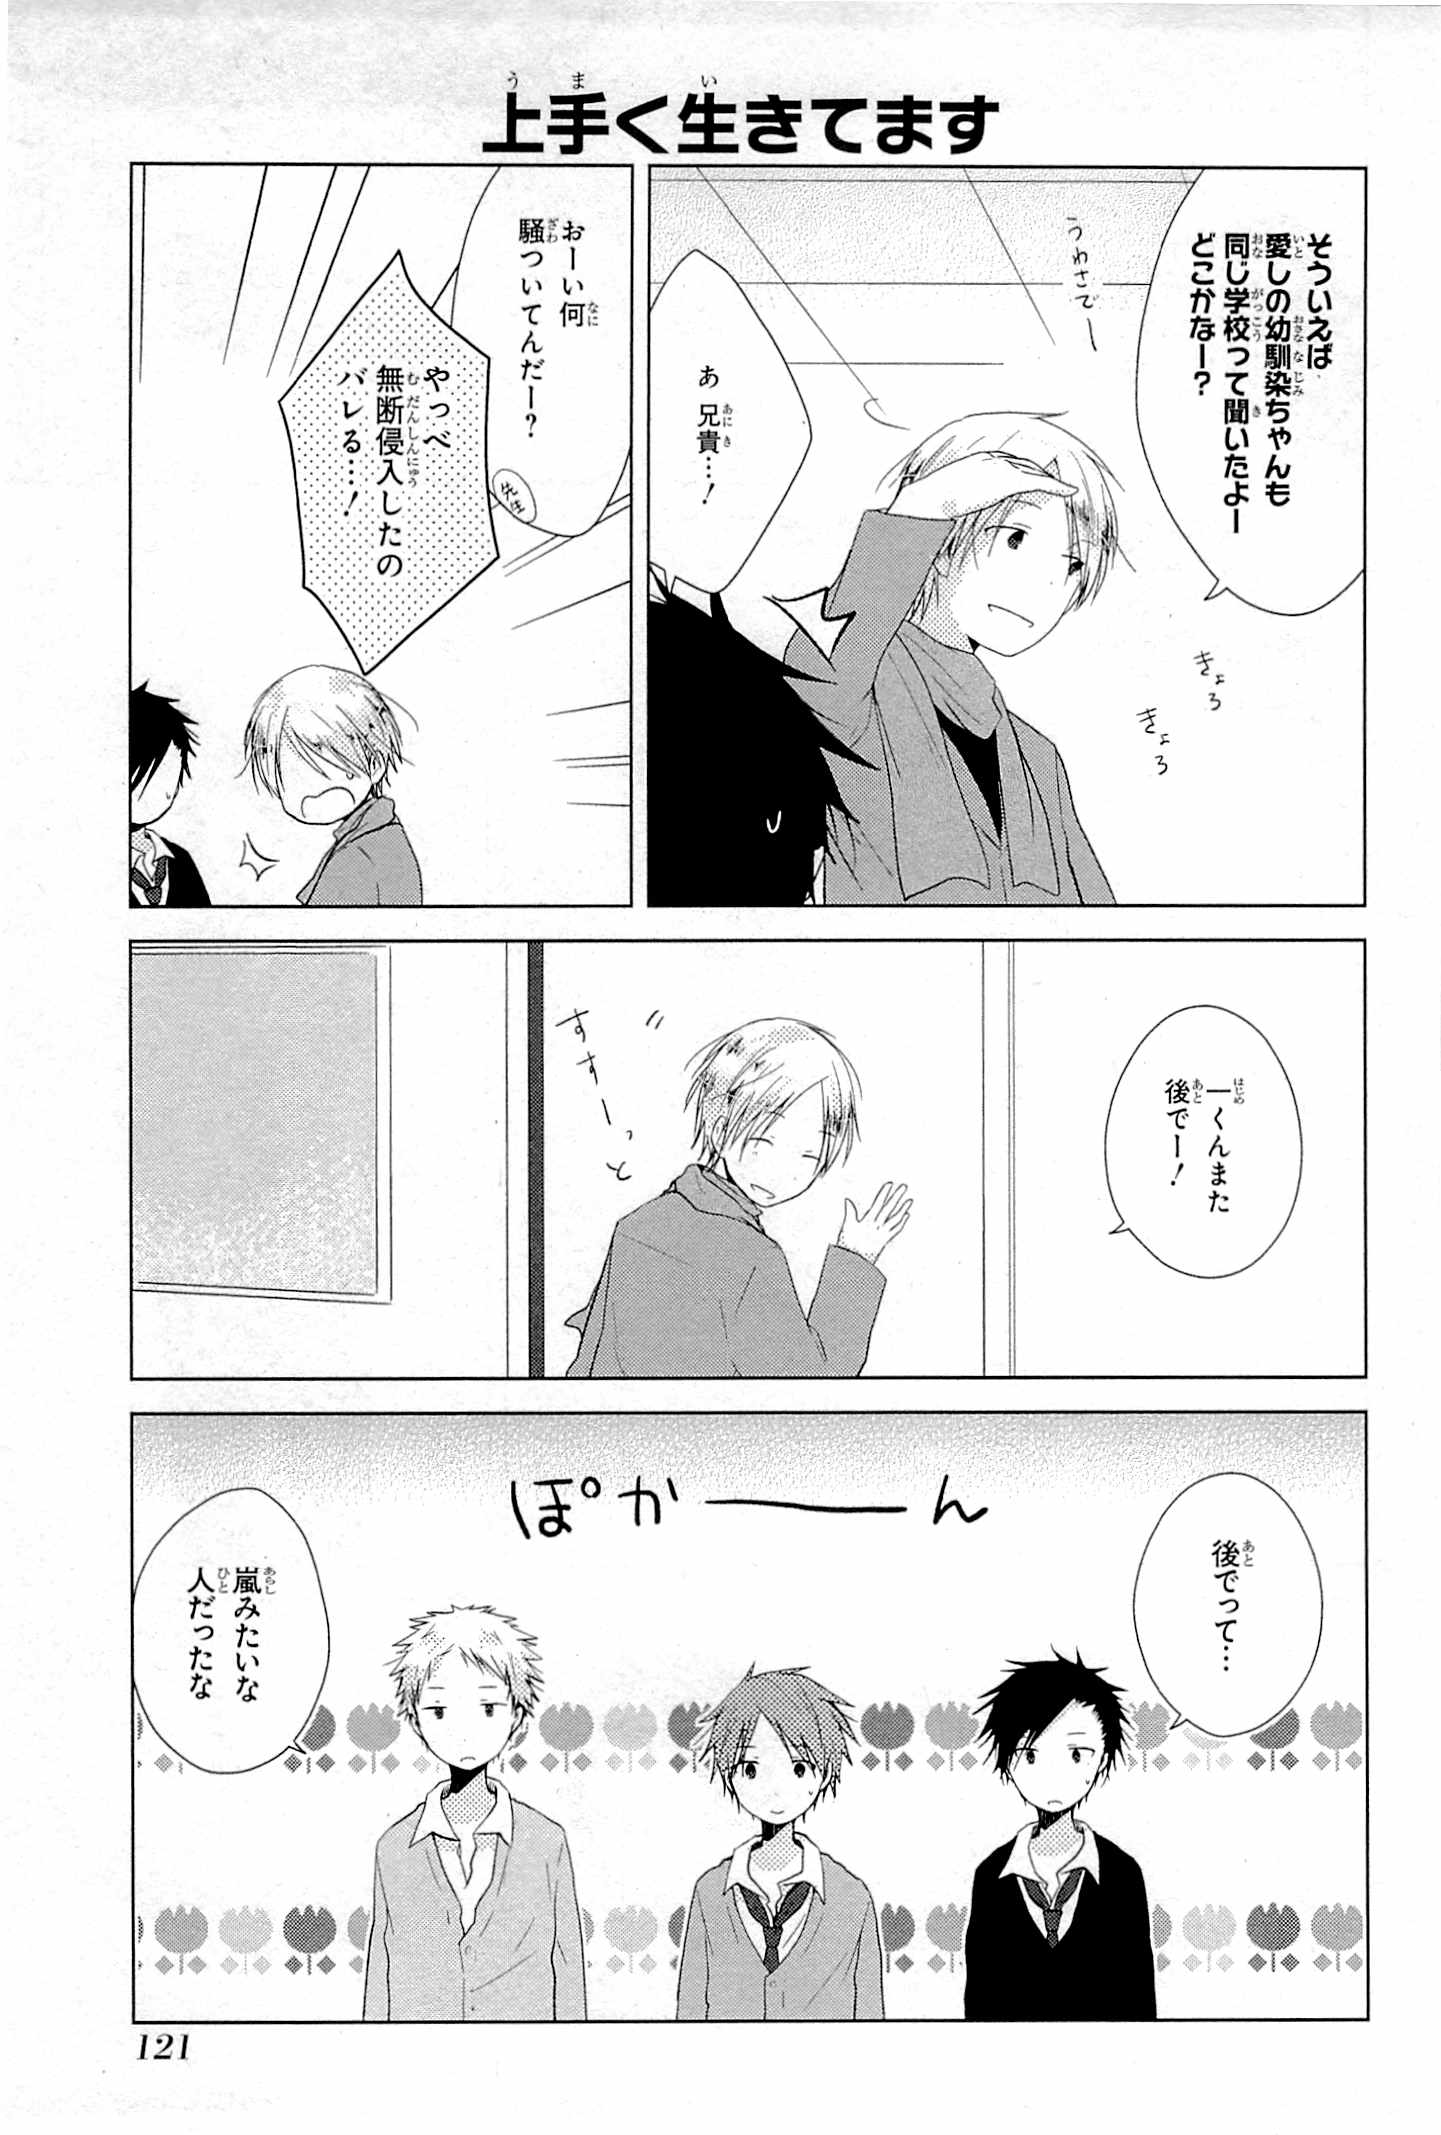 上手く生きてます
そういえば
愛しの幼馴染ちゃんも
同じ学校って聞いたよー
どこかなー?
うわさでー
きょろ
きょろ
あ 兄貴…!
おーい何
騒ついてんだー?
先生
やっべ
無断侵入したの
バレる…!
一くんまた
後でー!
すすーっと
後でって…
ぽかーーん
嵐みたいな
人だったな
121